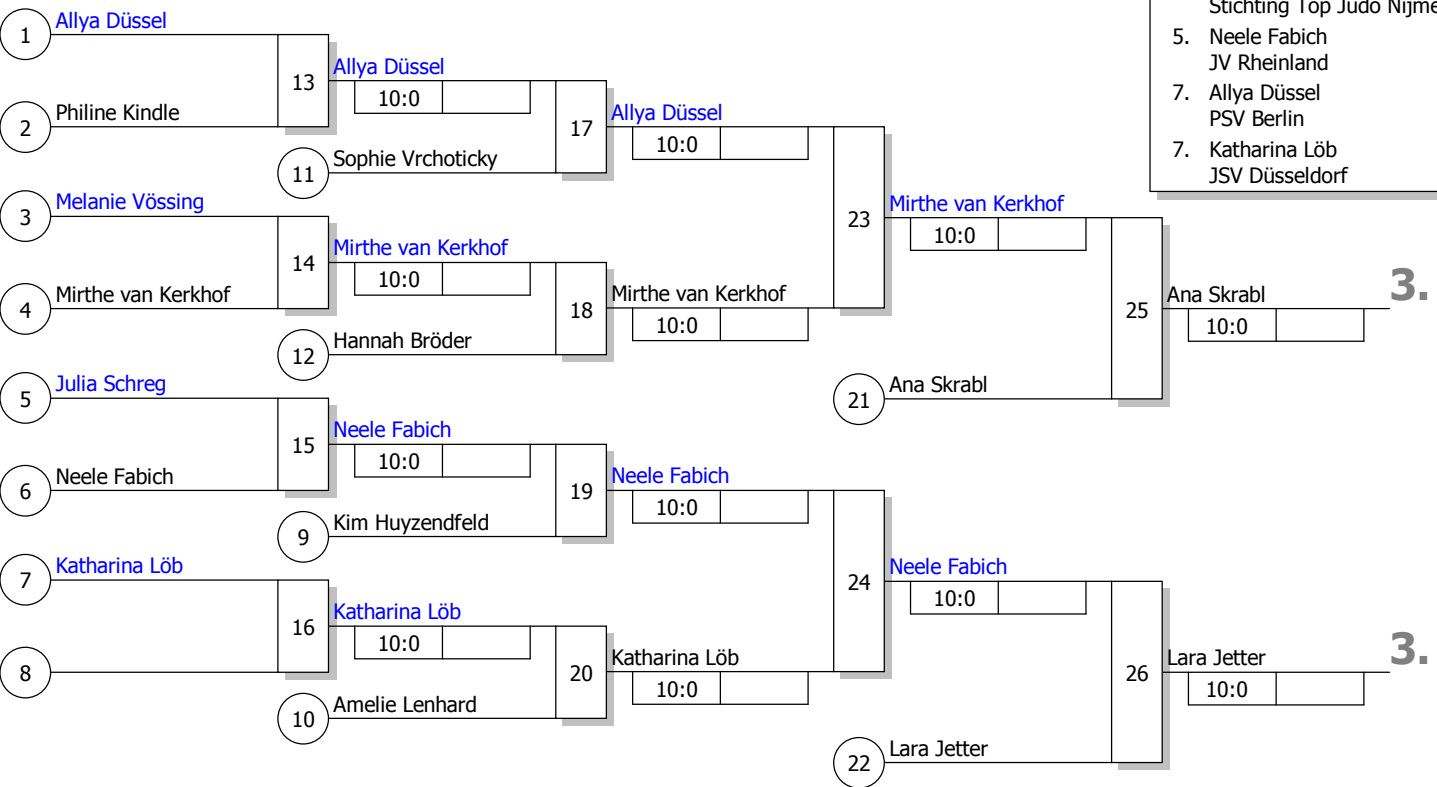 Stichting Top Judo
5. Neele Fabich
JV Rheinland
7. Allya Düssel
PSV Berlin
7. Katharina Löb
JSV Düsseldorf
1 Allya Düssel
2 Philine Kindle
13 Allya Düssel
10:0
11 Sophie Vrchoticky
17 Allya Düssel
10:0
3 Melanie Vössing
4 Mirthe van Kerkhof
14 Mirthe van Kerkhof
10:0
12 Hannah Bröder
18 Mirthe van Kerkhof
10:0
23 Mirthe van Kerkhof
10:0
21 Ana Skrabl
25 Ana Skrabl
10:0
3.
5 Julia Schreg
6 Neele Fabich
15 Neele Fabich
10:0
9 Kim Huyzendfeld
19 Neele Fabich
10:0
7 Katharina Löb
8
16 Katharina Löb
10:0
10 Amelie Lenhard
20 Katharina Löb
10:0
24 Neele Fabich
10:0
22 Lara Jetter
26 Lara Jetter
10:0
3.